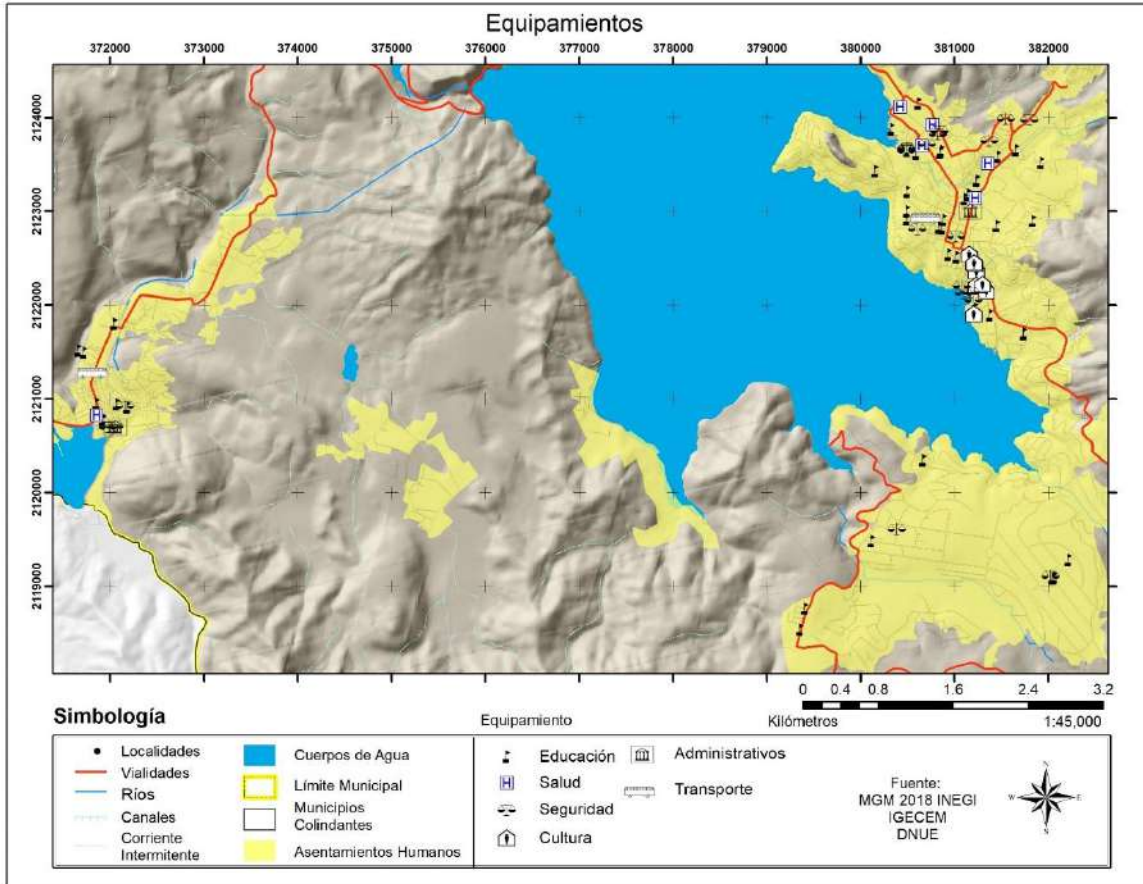 Equipamientos
372000 373000 374000 375000 376000 377000 378000 379000 380000 381000 382000
2124000
2123000
2122000
2121000
2120000
2119000
0 0.4 0.8 1.6 2.4 3.2
Kilómetros 1:45,000
Simbología
Localidades
Vialidades
Ríos
Canales
Corriente
Intermitente
Cuerpos de Agua
Límite Municipal
Municipios
Colindantes
Asentamientos Humanos
Equipamiento
Educación
Salud
Seguridad
Cultura
Administrativos
Transporte
Fuente:
MGM 2018 INEGI
IGECEM
DNUE
N
W E
S